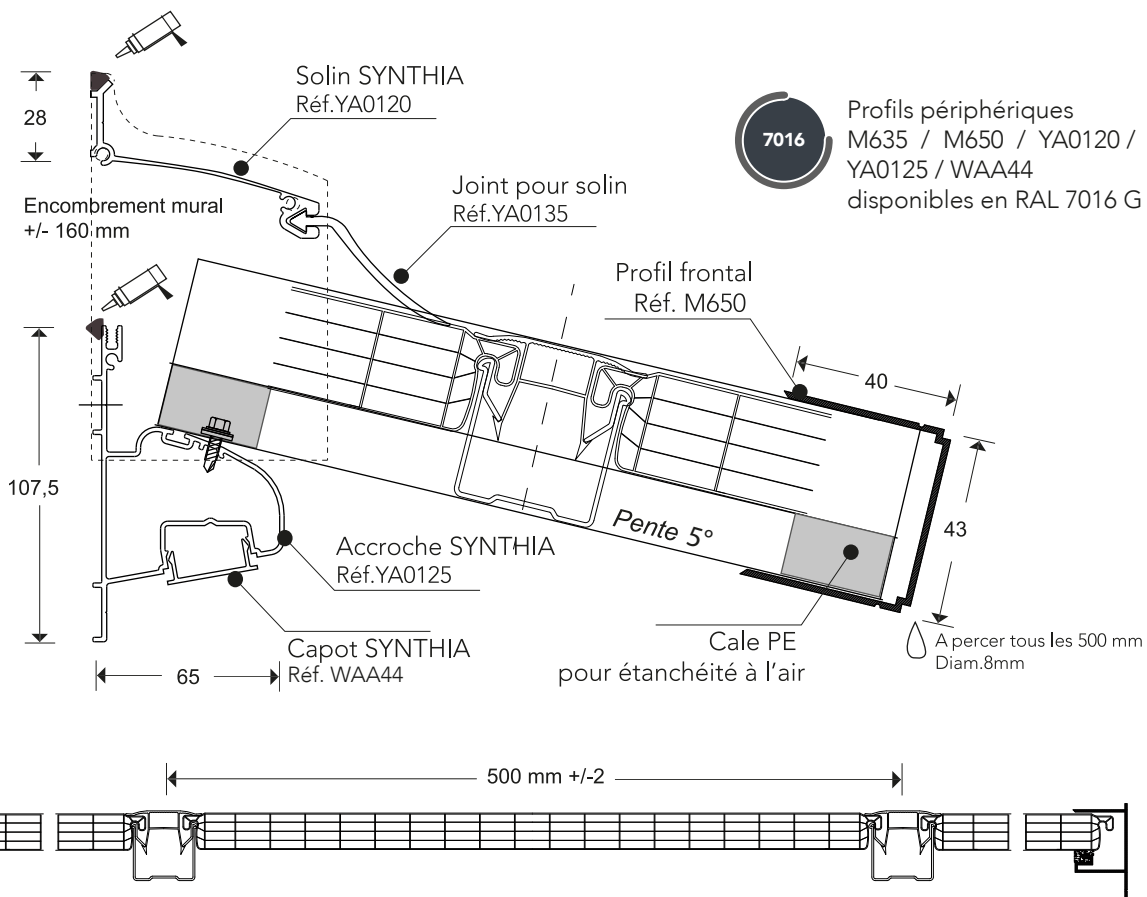 Solin SYNTHIA
Réf.YA0120
28
Encombrement mural
+/- 160 mm
Joint pour solin
Réf.YA0135
7016
Profils périphériques
M635 / M650 / YA0120 /
YA0125 / WAA44
disponibles en RAL 7016 G
Profil frontal
Réf. M650
40
107,5
Pente 5°
43
Accroche SYNTHIA
Réf.YA0125
Capot SYNTHIA
Réf. WAA44
65
Cale PE
pour étanchéité à l'air
A percer tous les 500 mm
Diam.8mm
500 mm +/-2